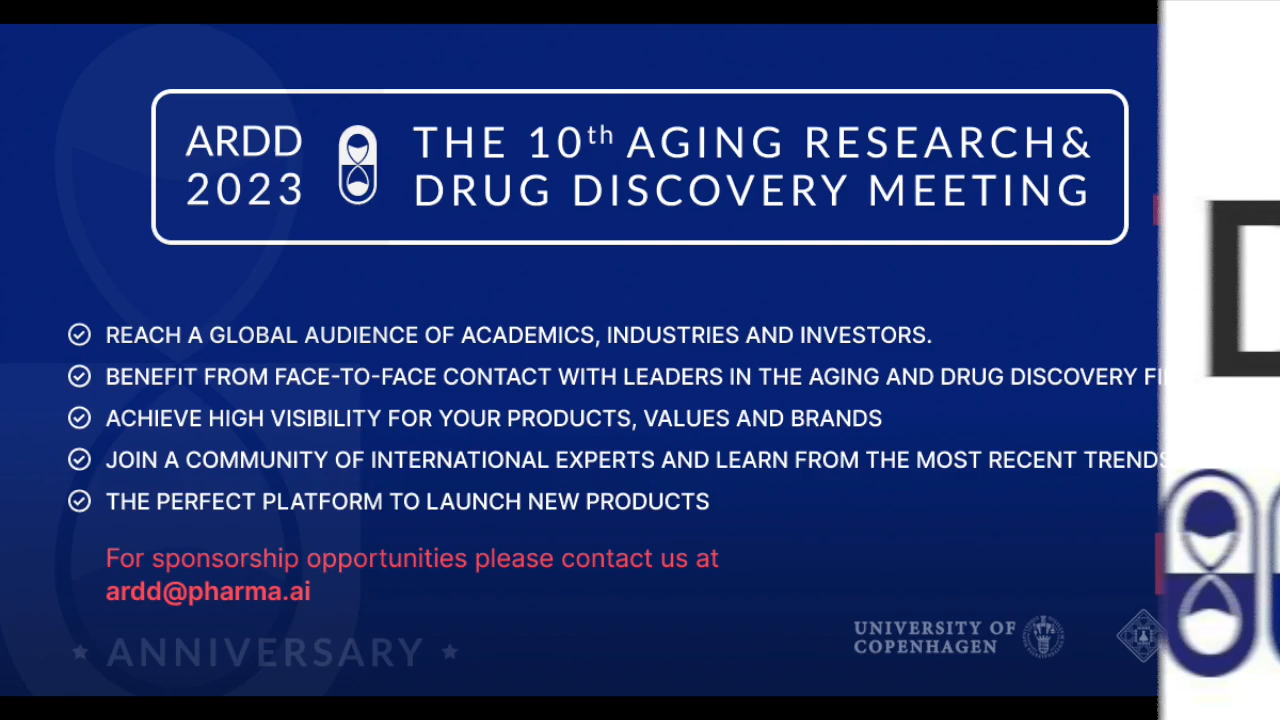 ARDD
2023
THE 10th AGING RESEARCH&
DRUG DISCOVERY MEETING
REACH A GLOBAL AUDIENCE OF ACADEMICS, INDUSTRIES AND INVESTORS.
BENEFIT FROM FACE-TO-FACE CONTACT WITH LEADERS IN THE AGING AND DRUG DISCOVERY
ACHIEVE HIGH VISIBILITY FOR YOUR PRODUCTS, VALUES AND BRANDS
JOIN A COMMUNITY OF INTERNATIONAL EXPERTS AND LEARN FROM THE MOST RECENT TRENDS
THE PERFECT PLATFORM TO LAUNCH NEW PRODUCTS
For sponsorship opportunities please contact us at
ardd@pharma.ai
ANNIVERSARY
UNIVERSITY OF
COPENHAGEN